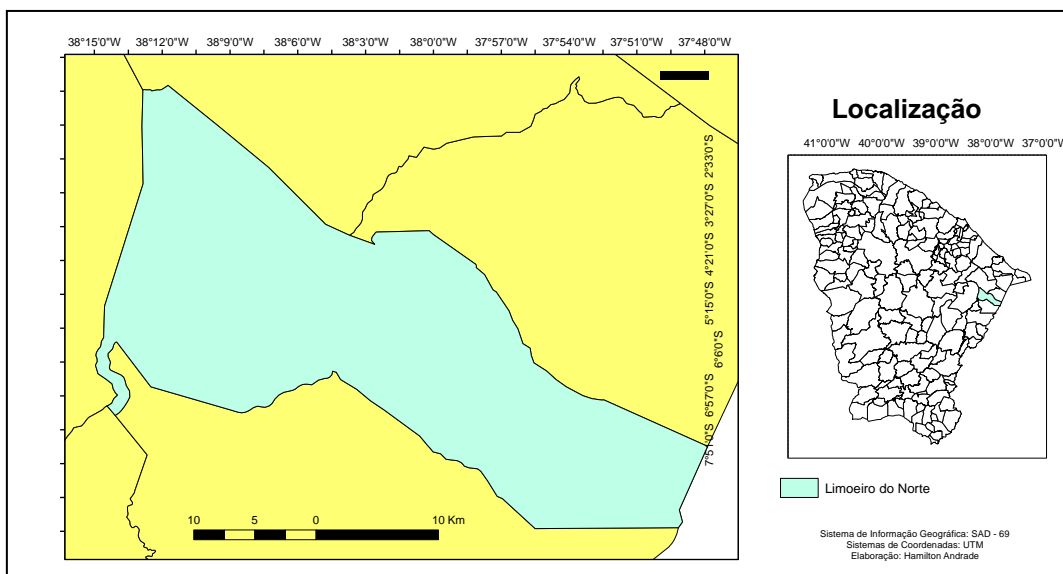 38°15'0"W 38°12'0"W 38°9'0"W 38°6'0"W 38°3'0"W 38°0'0"W 37°57'0"W 37°54'0"W 37°51'0"W 37°48'0"W
Localização
41°0'0"W 40°0'0"W 39°0'0"W 38°0'0"W 37°0'0"W
7°51'0"S 6°57'0"S 6°6'0"S 5°15'0"S 4°21'0"S 3°27'0"S 2°33'0"S
10 5 0 10 Km
Limoeiro do Norte
Sistema de Informação Geográfica: SAD - 69
Sistemas de Coordenadas: UTM
Elaboração: Hamilton Andrade